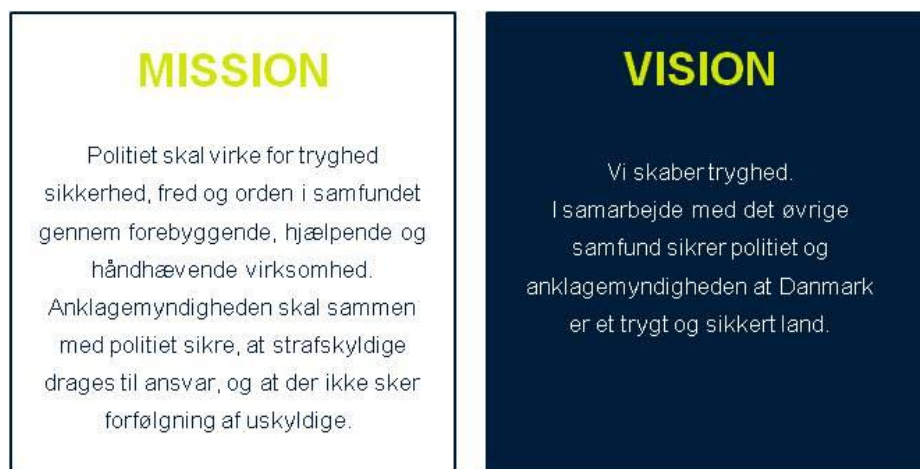 MISSION
Politiet skal virke for tryghed
sikkerhed, fred og orden i samfundet
gennem forebyggende, hjælpende og
håndhævende virksomhed.
Anklagemyndigheden skal sammen
med politiet sikre, at strafskyldige
drages til ansvar, og at der ikke sker
forfølgning af uskyldige.
VISION
Vi skaber tryghed.
I samarbejde med det øvrige
samfund sikrer politiet og
anklagemyndigheden at Danmark
er et trygt og sikkert land.